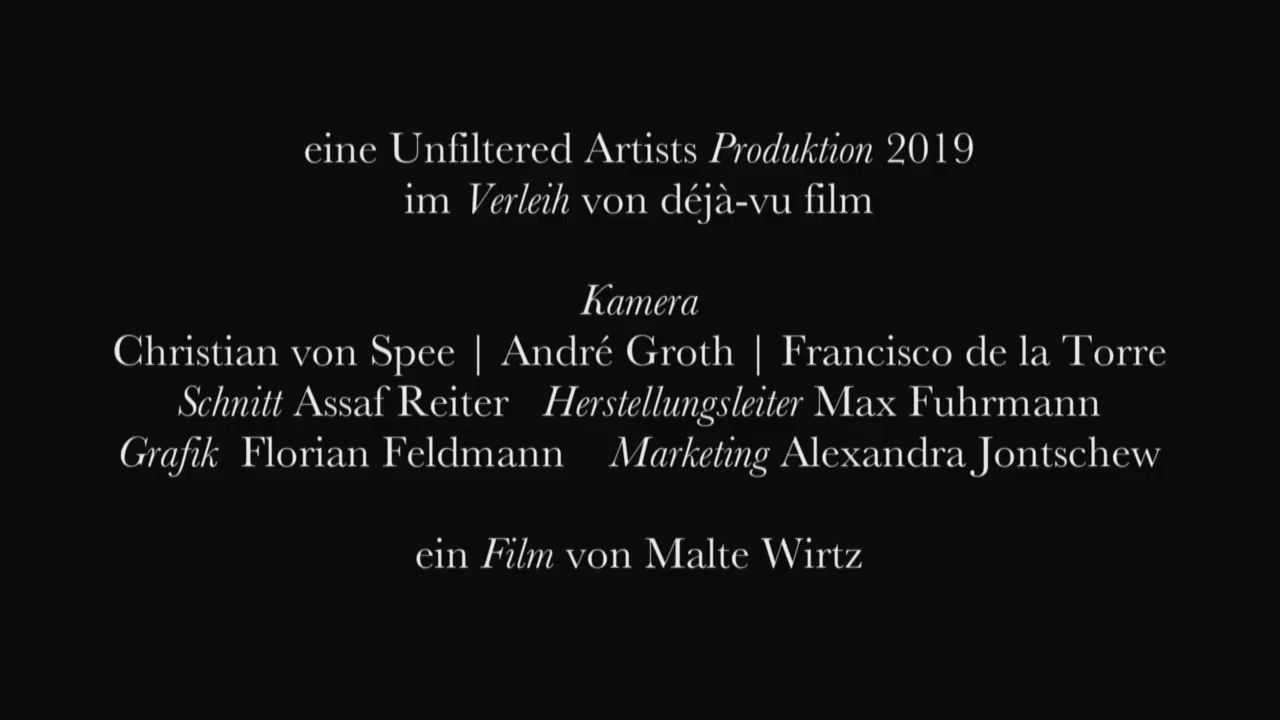 eine Unfiltered Artists Produktion 2019
im Verleih von déjà-vu film
Kamera
Christian von Spee | André Groth | Francisco de la Torre
Schnitt Assaf Reiter Herstellungsleiter Max Fuhrmann
Grafik Florian Feldmann Marketing Alexandra Jontschew
ein Film von Malte Wirtz